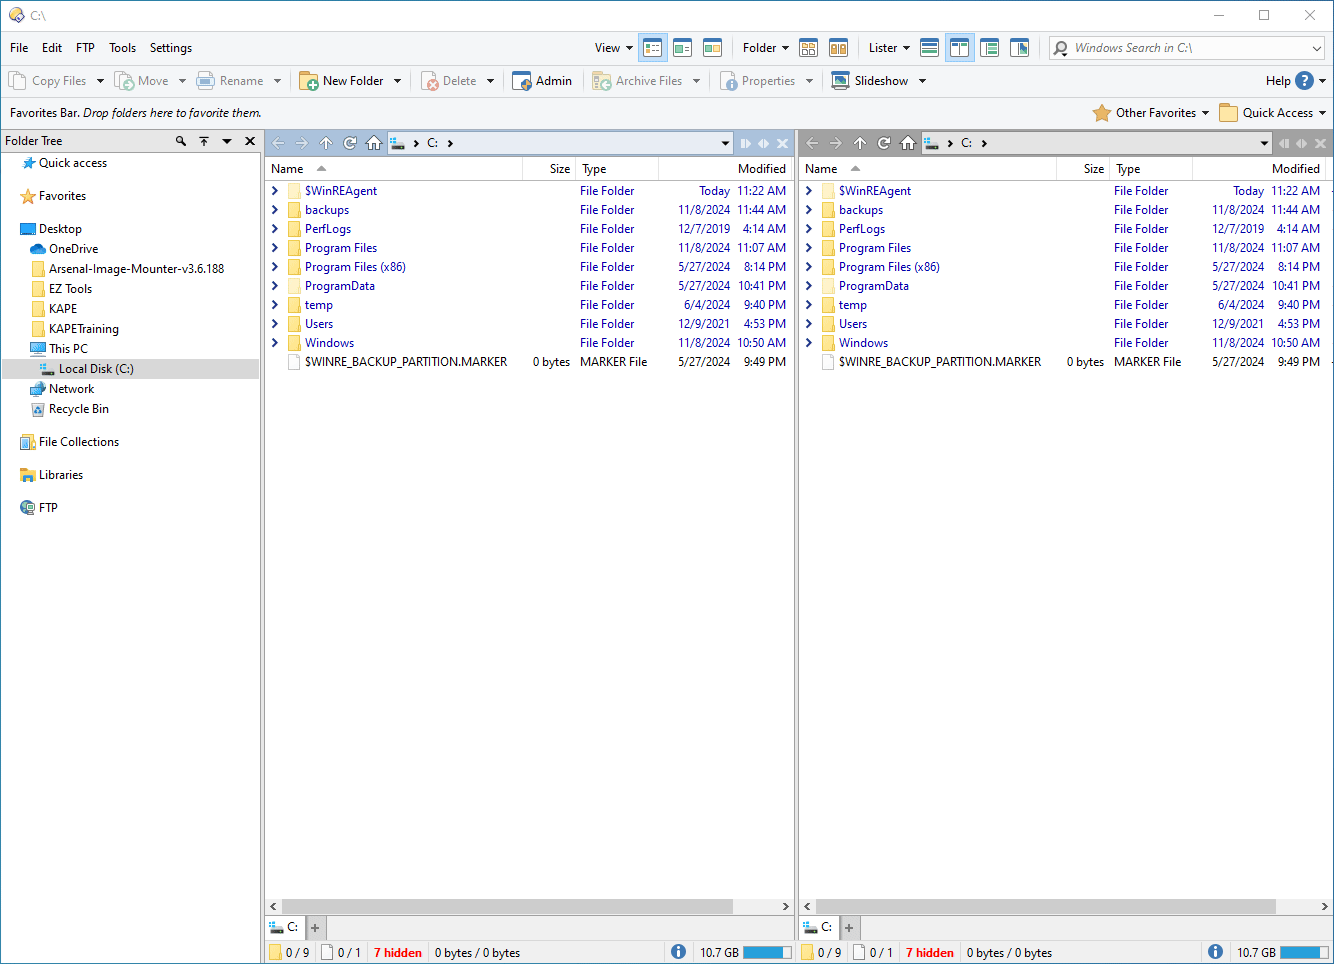 C:\
File Edit FTP Tools Settings View Folder Lister Windows Search in C:\
Copy Files Move Rename New Folder Delete Admin Archive Files Properties Slideshow Help
Favorites Bar. Drop folders here to favorite them. Other Favorites Quick Access
Folder Tree
Quick access
Favorites
Desktop
OneDrive
Arsenal-Image-Mounter-v3.6.188
EZ Tools
KAPE
KAPETraining
This PC
Local Disk (C:)
Network
Recycle Bin
File Collections
Libraries
FTP
C:
Name Size Type Modified
$WinREAgent File Folder Today 11:22 AM
backups File Folder 11/8/2024 11:44 AM
PerfLogs File Folder 12/7/2019 4:14 AM
Program Files File Folder 11/8/2024 11:07 AM
Program Files (x86) File Folder 5/27/2024 8:14 PM
ProgramData File Folder 5/27/2024 10:41 PM
temp File Folder 6/4/2024 9:40 PM
Users File Folder 12/9/2021 4:53 PM
Windows File Folder 11/8/2024 10:50 AM
$WINRE_BACKUP_PARTITION.MARKER 0 bytes MARKER File 5/27/2024 9:49 PM
C: +
0 / 9 0 / 1 7 hidden 0 bytes / 0 bytes 10.7 GB
C:
Name Size Type Modified
$WinREAgent File Folder Today 11:22 AM
backups File Folder 11/8/2024 11:44 AM
PerfLogs File Folder 12/7/2019 4:14 AM
Program Files File Folder 11/8/2024 11:07 AM
Program Files (x86) File Folder 5/27/2024 8:14 PM
ProgramData File Folder 5/27/2024 10:41 PM
temp File Folder 6/4/2024 9:40 PM
Users File Folder 12/9/2021 4:53 PM
Windows File Folder 11/8/2024 10:50 AM
$WINRE_BACKUP_PARTITION.MARKER 0 bytes MARKER File 5/27/2024 9:49 PM
C: +
0 / 9 0 / 1 7 hidden 0 bytes / 0 bytes 10.7 GB